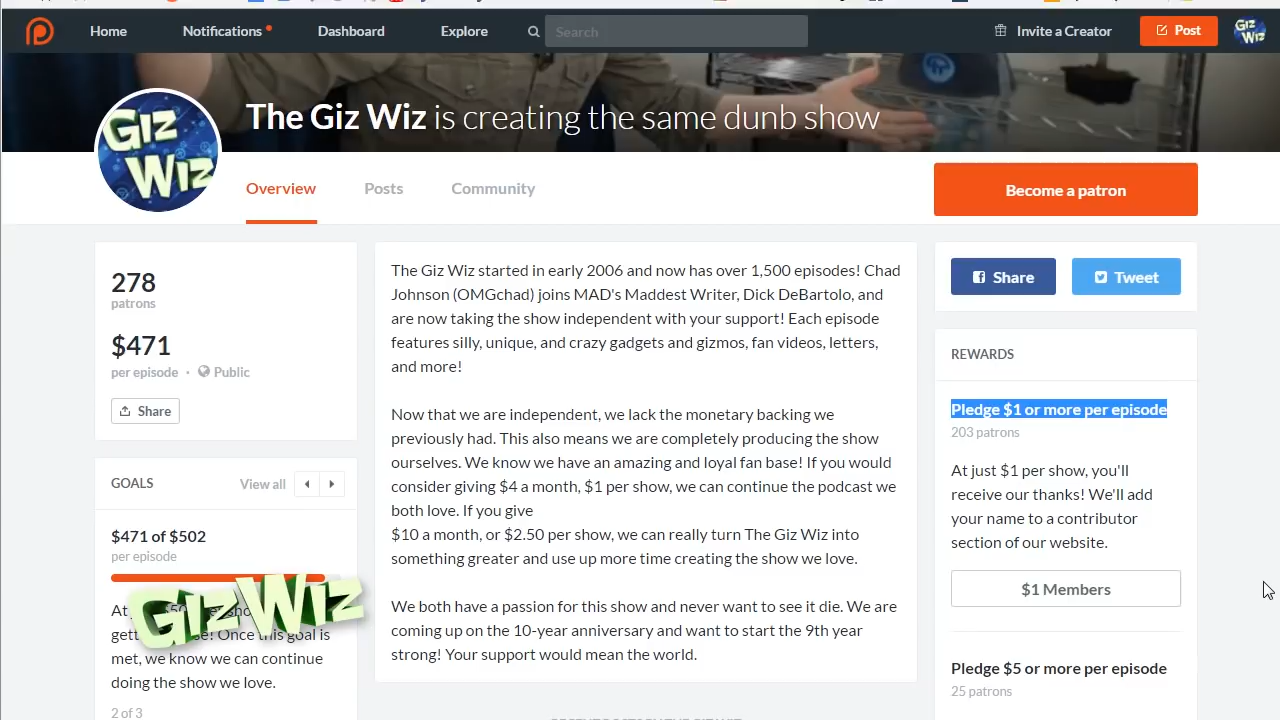 Home
Notifications
Dashboard
Explore
Search
Invite a Creator
Post
GIZ WIZ
The Giz Wiz is creating the same dunb show
GIZ
WIZ
Overview
Posts
Community
Become a patron
278
patrons
$471
per episode · Public
Share
GOALS
View all
$471 of $502
per episode
GIZWIZ
met, we know we can continue
doing the show we love.
2 of 3
The Giz Wiz started in early 2006 and now has over 1,500 episodes! Chad
Johnson (OMGchad) joins MAD's Maddest Writer, Dick DeBartolo, and
are now taking the show independent with your support! Each episode
features silly, unique, and crazy gadgets and gizmos, fan videos, letters,
and more!
Now that we are independent, we lack the monetary backing we
previously had. This also means we are completely producing the show
ourselves. We know we have an amazing and loyal fan base! If you would
consider giving $4 a month, $1 per show, we can continue the podcast we
both love. If you give
$10 a month, or $2.50 per show, we can really turn The Giz Wiz into
something greater and use up more time creating the show we love.
We both have a passion for this show and never want to see it die. We are
coming up on the 10-year anniversary and want to start the 9th year
strong! Your support would mean the world.
Share
Tweet
REWARDS
Pledge $1 or more per episode
203 patrons
At just $1 per show, you'll
receive our thanks! We'll add
your name to a contributor
section of our website.
$1 Members
Pledge $5 or more per episode
25 patrons